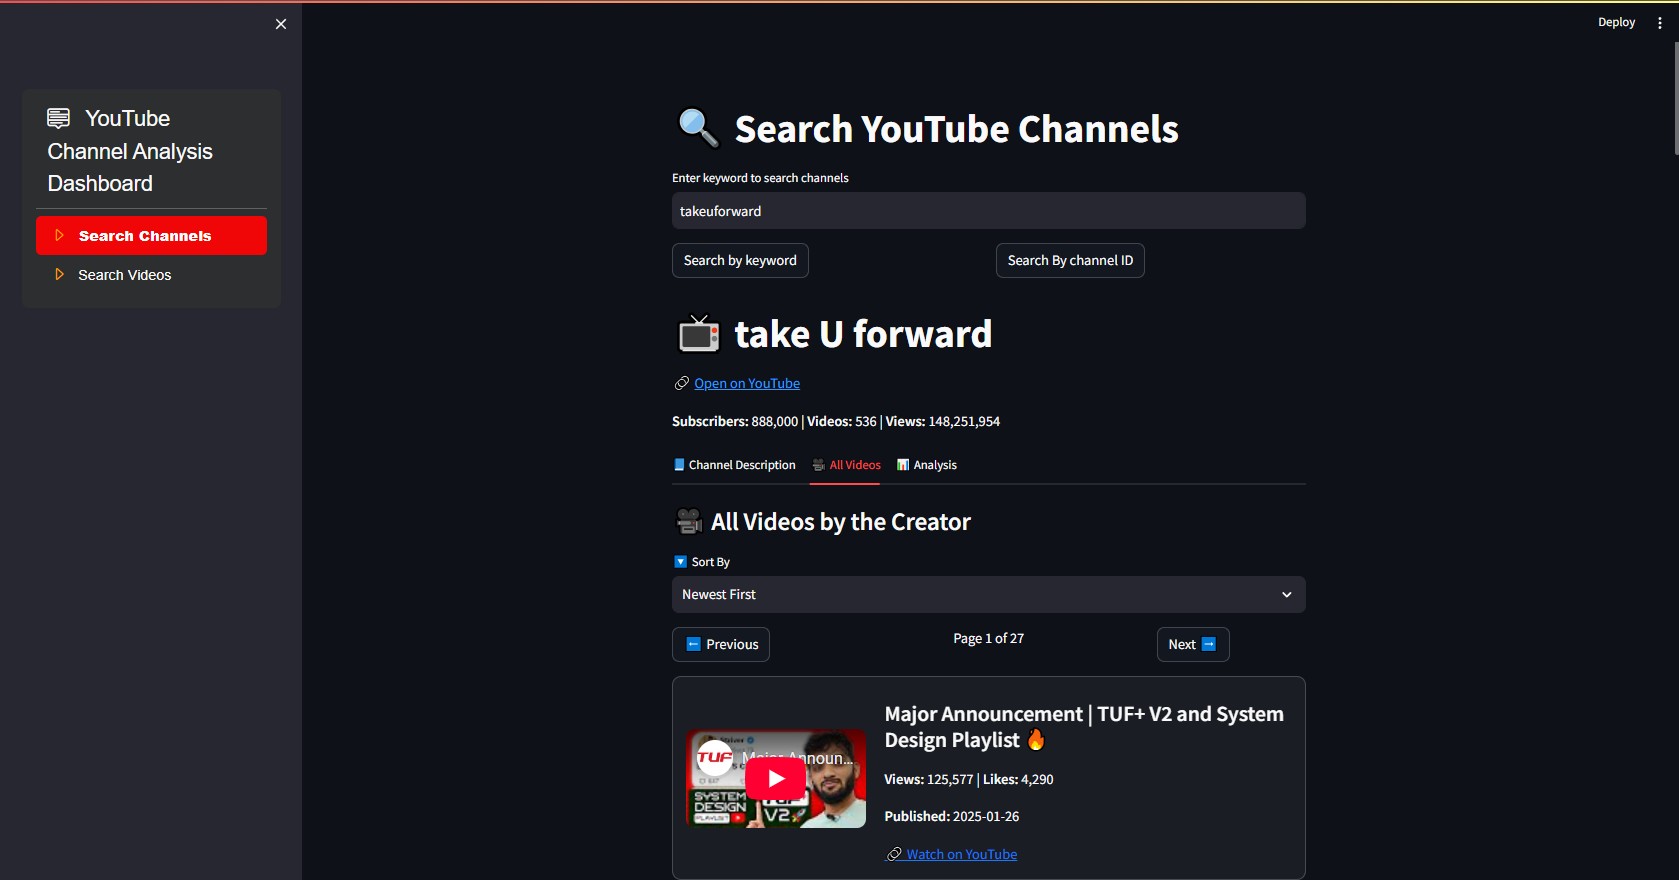 Deploy
YouTube
Channel Analysis
Dashboard
Search Channels
Search Videos
Search YouTube Channels
Enter keyword to search channels
takeuforward
Search by keyword
Search By channel ID
take U forward
Open on YouTube
Subscribers: 888,000 | Videos: 536 | Views: 148,251,954
Channel Description
All Videos
Analysis
All Videos by the Creator
Sort By
Newest First
Previous
Page 1 of 27
Next
TUF
Major Announ...
SYSTEM
DESIGN
PLAYLIST
V2
Major Announcement | TUF+ V2 and System
Design Playlist 🔥
Views: 125,577 | Likes: 4,290
Published: 2025-01-26
Watch on YouTube